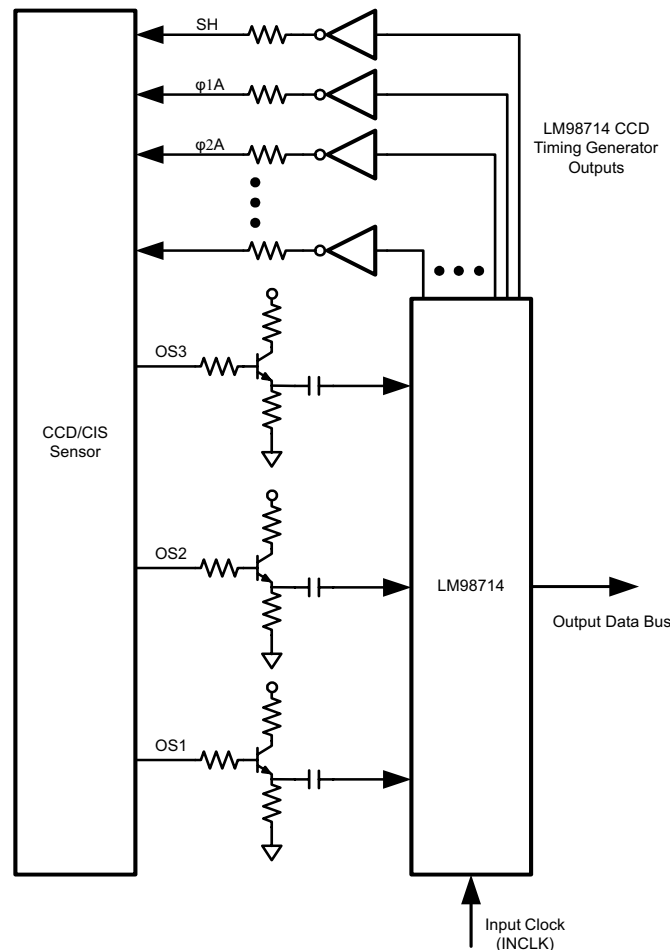 SH
φ1A
φ2A
LM98714 CCD
Timing Generator
Outputs
OS3
CCD/CIS
Sensor
OS2
LM98714
Output Data Bus
OS1
Input Clock
(INCLK)